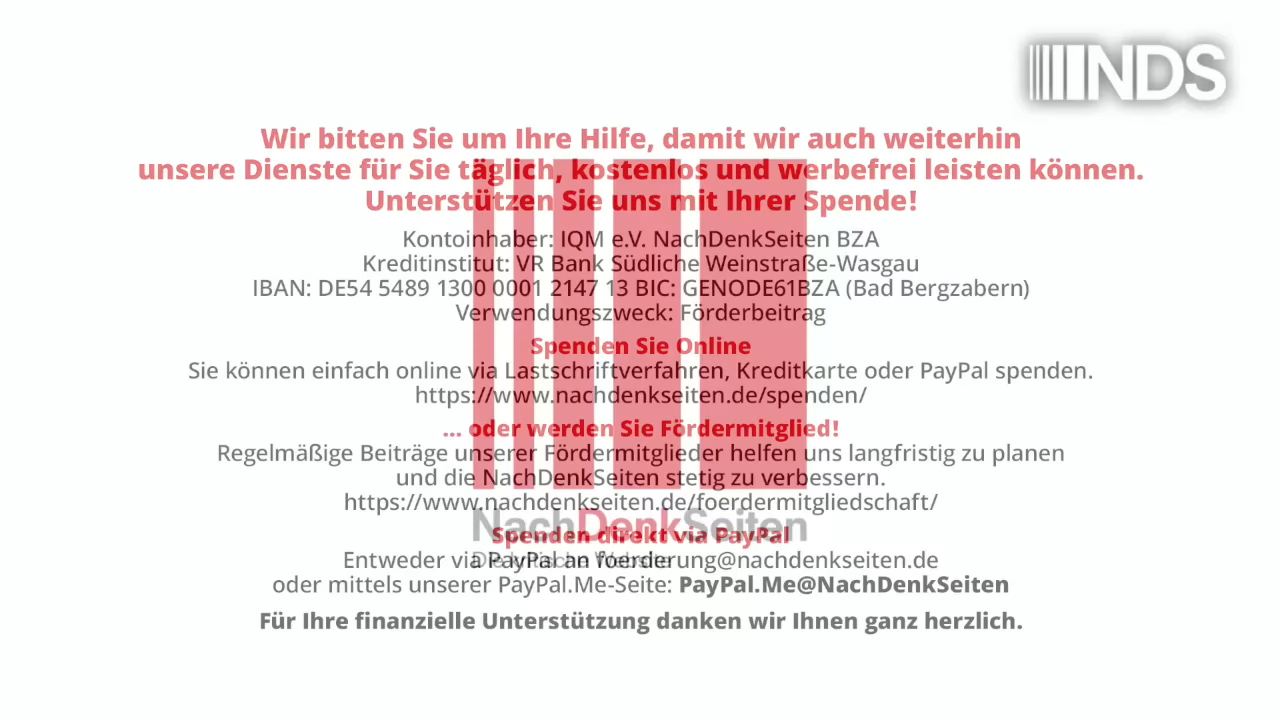 NDS
Wir bitten Sie um Ihre Hilfe, damit wir auch weiterhin
unsere Dienste für Sie täglich, kostenlos und werbefrei leisten können.
Unterstützen Sie uns mit Ihrer Spende!
Kontoinhaber: IQM e.V. NachDenkSeiten BZA
Kreditinstitut: VR Bank Südliche Weinstraße-Wasgau
IBAN: DE54 5489 1300 0001 2147 13 BIC: GENODE61BZA (Bad Bergzabern)
Verwendungszweck: Förderbeitrag
Spenden Sie Online
Sie können einfach online via Lastschriftverfahren, Kreditkarte oder PayPal spenden.
https://www.nachdenkseiten.de/spenden/
... oder werden Sie Fördermitglied!
Regelmäßige Beiträge unserer Fördermitglieder helfen uns langfristig zu planen
und die NachDenkSeiten stetig zu verbessern.
https://www.nachdenkseiten.de/foerdermitgliedschaft/
NachDenkSeiten
Spenden direkt via PayPal
Entweder via PayPal an foerderung@nachdenkseiten.de
Die kritische Website
oder mittels unserer PayPal.Me-Seite: PayPal.Me@NachDenkSeiten
Für Ihre finanzielle Unterstützung danken wir Ihnen ganz herzlich.